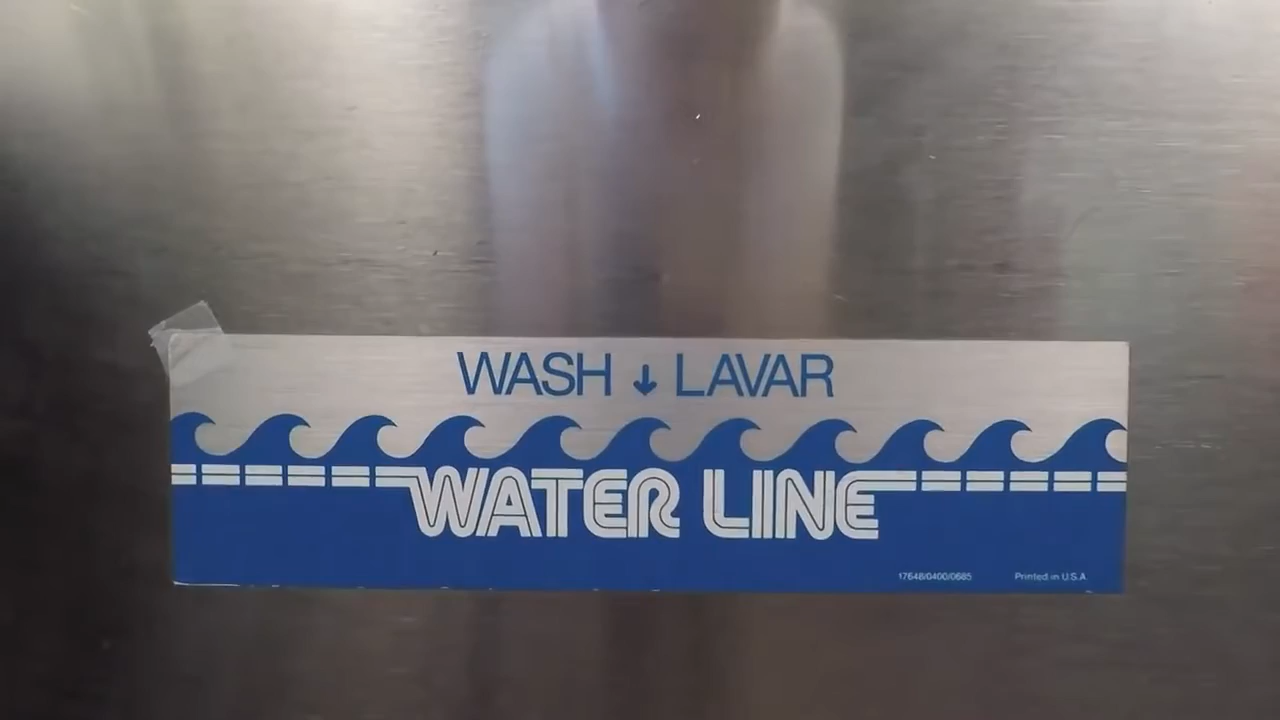 WASH ↓ LAVAR
WATER LINE
17648/0400/0685 Printed in U.S.A.